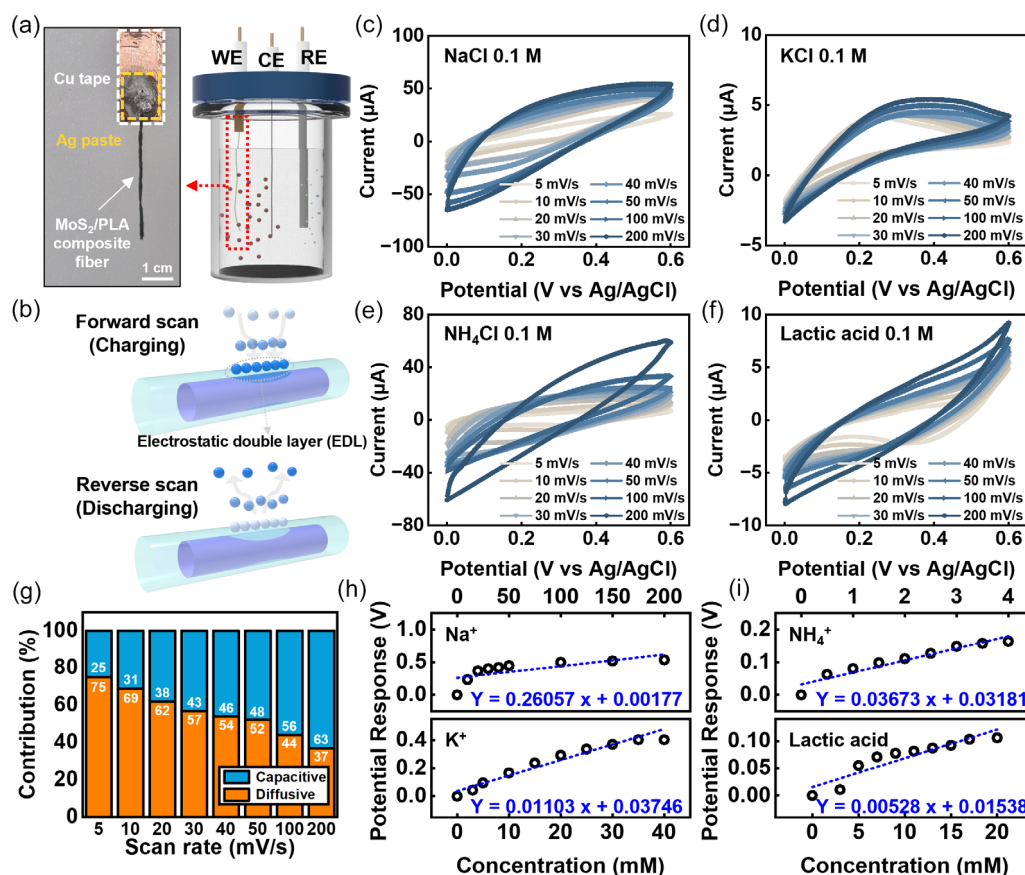 (a)
Cu tape
Ag paste
MoS₂/PLA
composite
fiber
1 cm
WE
CE
RE
(b)
Forward scan
(Charging)
Electrostatic double layer (EDL)
Reverse scan
(Discharging)
(c)
NaCl 0.1 M
Current (µA)
100
50
0
−50
−100
5 mV/s
10 mV/s
20 mV/s
30 mV/s
40 mV/s
50 mV/s
100 mV/s
200 mV/s
0.0 0.2 0.4 0.6
Potential (V vs Ag/AgCl)
(d)
KCl 0.1 M
Current (µA)
10
5
0
−5
5 mV/s
10 mV/s
20 mV/s
30 mV/s
40 mV/s
50 mV/s
100 mV/s
200 mV/s
0.0 0.2 0.4 0.6
Potential (V vs Ag/AgCl)
(e)
NH₄Cl 0.1 M
Current (µA)
80
40
0
−40
−80
5 mV/s
10 mV/s
20 mV/s
30 mV/s
40 mV/s
50 mV/s
100 mV/s
200 mV/s
0.0 0.2 0.4 0.6
Potential (V vs Ag/AgCl)
(f)
Lactic acid 0.1 M
Current (µA)
10
5
0
−5
−10
5 mV/s
10 mV/s
20 mV/s
30 mV/s
40 mV/s
50 mV/s
100 mV/s
200 mV/s
0.0 0.2 0.4 0.6
Potential (V vs Ag/AgCl)
(g)
Contribution (%)
100
80
60
40
20
0
25 31 38 43 46 48 56 63
75 69 62 57 54 52 44 37
Capacitive
Diffusive
5 10 20 30 40 50 100 200
Scan rate (mV/s)
(h)
0 50 100 150 200
Potential Response (V)
1.0
0.5
0.0
Na⁺
Y = 0.26057 x + 0.00177
0.8
0.4
0.0
K⁺
Y = 0.01103 x + 0.03746
0 10 20 30 40
Concentration (mM)
(i)
0 1 2 3 4
Potential Response (V)
0.2
0.1
0.0
NH₄⁺
Y = 0.03673 x + 0.03181
0.10
0.05
0.00
Lactic acid
Y = 0.00528 x + 0.01538
0 5 10 15 20
Concentration (mM)